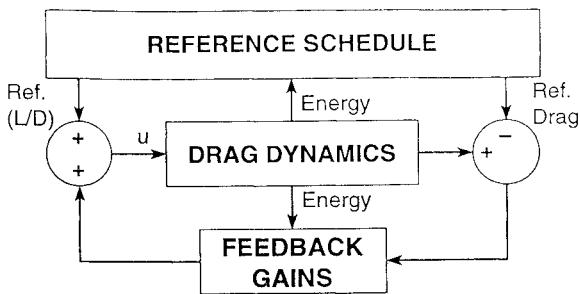 REFERENCE SCHEDULE
Ref.
(L/D)
Energy
Ref.
Drag
+
+
u
DRAG DYNAMICS
+
−
Energy
FEEDBACK
GAINS